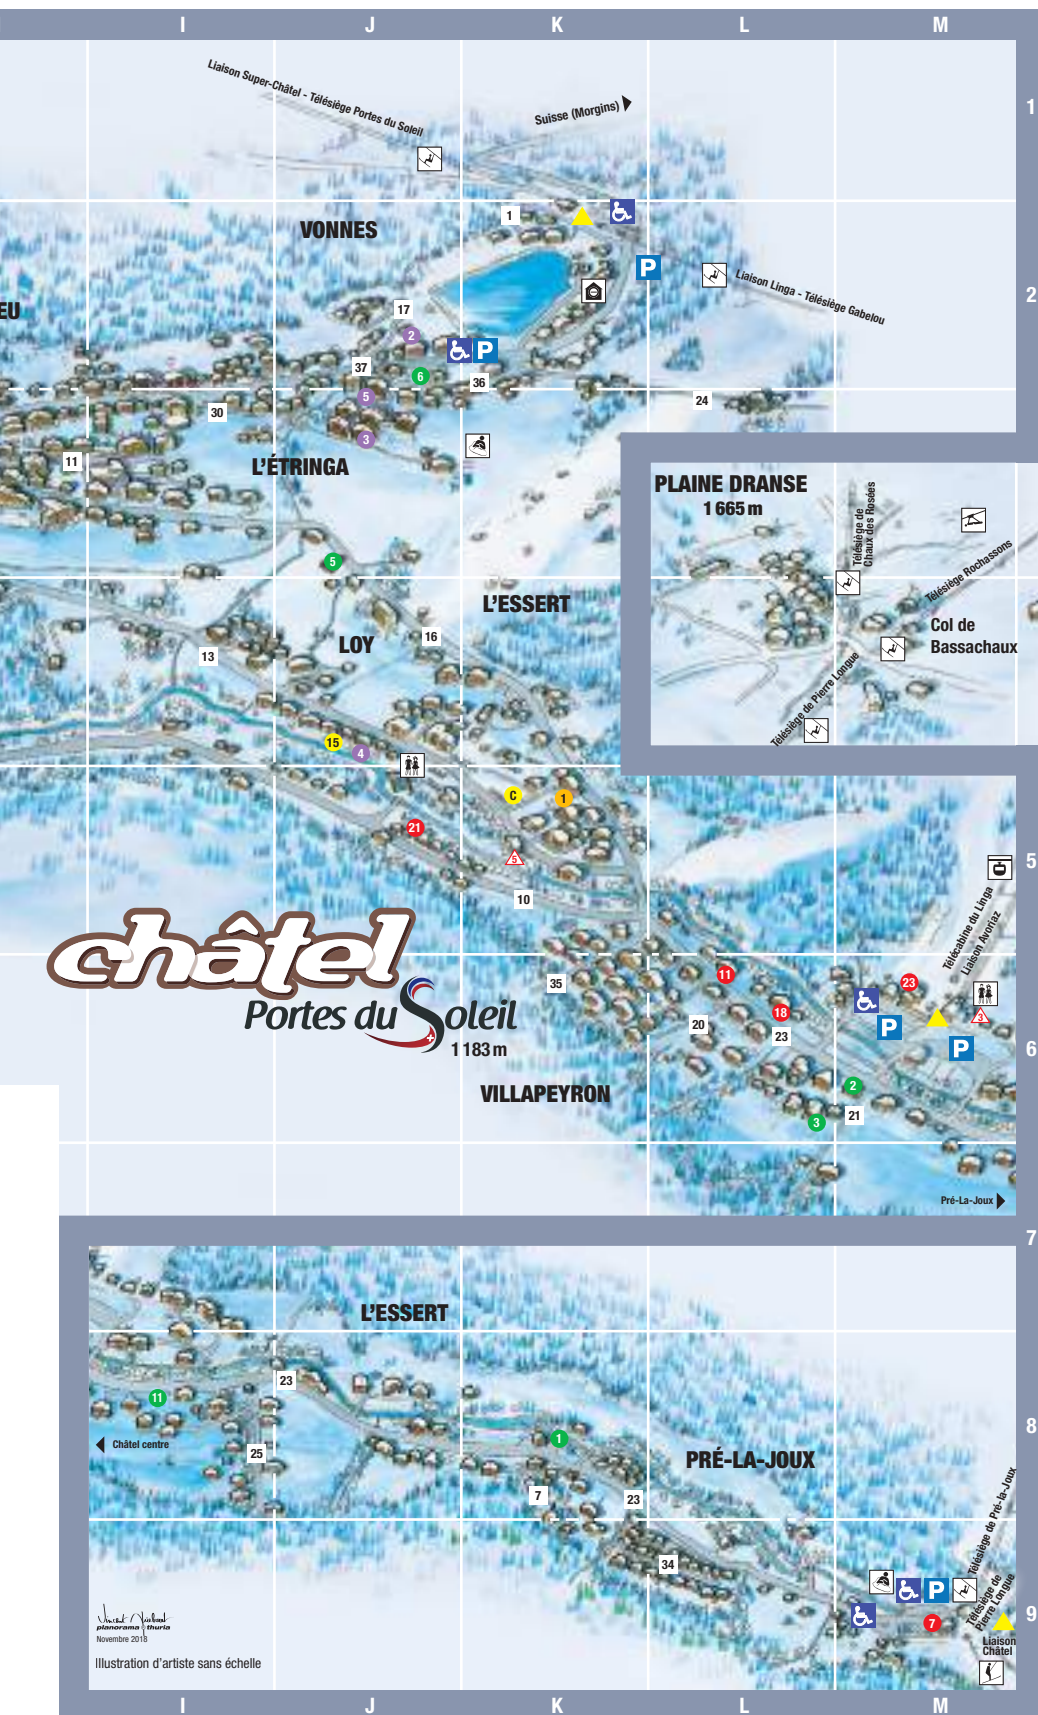 I J K L M
1
Liaison Super-Châtel - Télésiège Portes du Soleil
Suisse (Morgins)
VONNES
1
P
Liaison Linga - Télésiège Gabelou
2
EU
17
2
P
37
6
36
5
30
24
3
11
L'ÉTRINGA
PLAINE DRANSE
1 665 m
Télésiège de
Chaux des Rosées
Télésiège Rochassons
5
L'ESSERT
16
LOY
13
Col de
Bassachaux
Télésiège de Pierre Longue
15
4
C
1
21
5
10
5
Télécabine du Linga
Liaison Avoriaz
châtel
Portes du Soleil
1 183 m
35
11
23
18
20
23
P
3
P
6
VILLAPEYRON
2
21
3
Pré-La-Joux
7
L'ESSERT
23
11
Châtel centre
25
1
8
PRÉ-LA-JOUX
7
23
34
Télésiège de Pré-la-Joux
Télésiège de
Pierre Longue
P
7
9
Liaison
Châtel
planorama thuria
Novembre 2018
Illustration d'artiste sans échelle
I J K L M